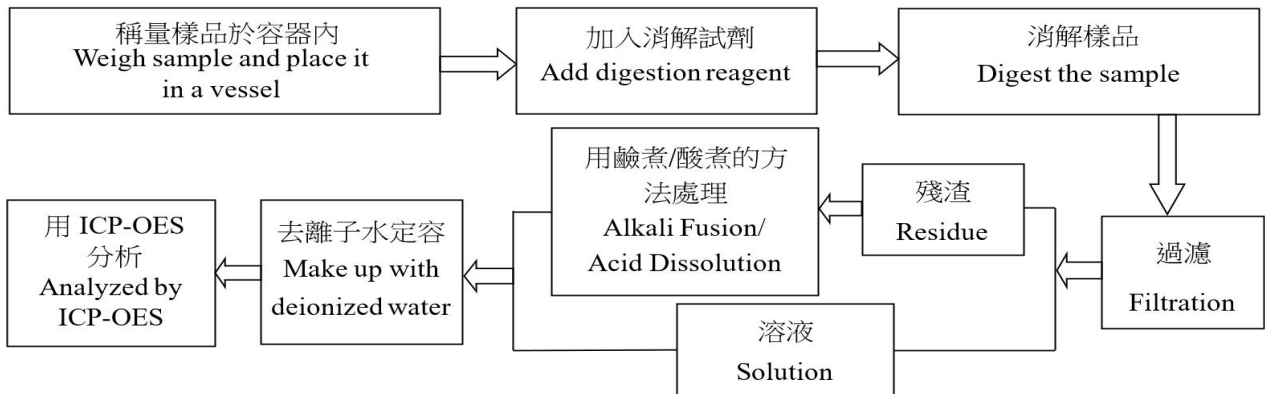 稱量樣品於容器內
Weigh sample and place it
in a vessel
加入消解試劑
Add digestion reagent
消解樣品
Digest the sample
過濾
Filtration
殘渣
Residue
用鹼煮/酸煮的方
法處理
Alkali Fusion/
Acid Dissolution
溶液
Solution
去離子水定容
Make up with
deionized water
用 ICP-OES
分析
Analyzed by
ICP-OES